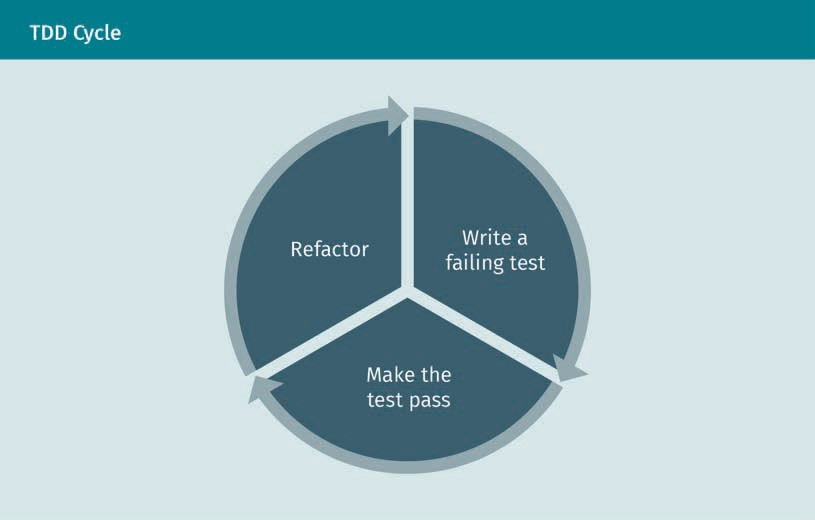 TDD Cycle
Write a
failing test
Make the
test pass
Refactor